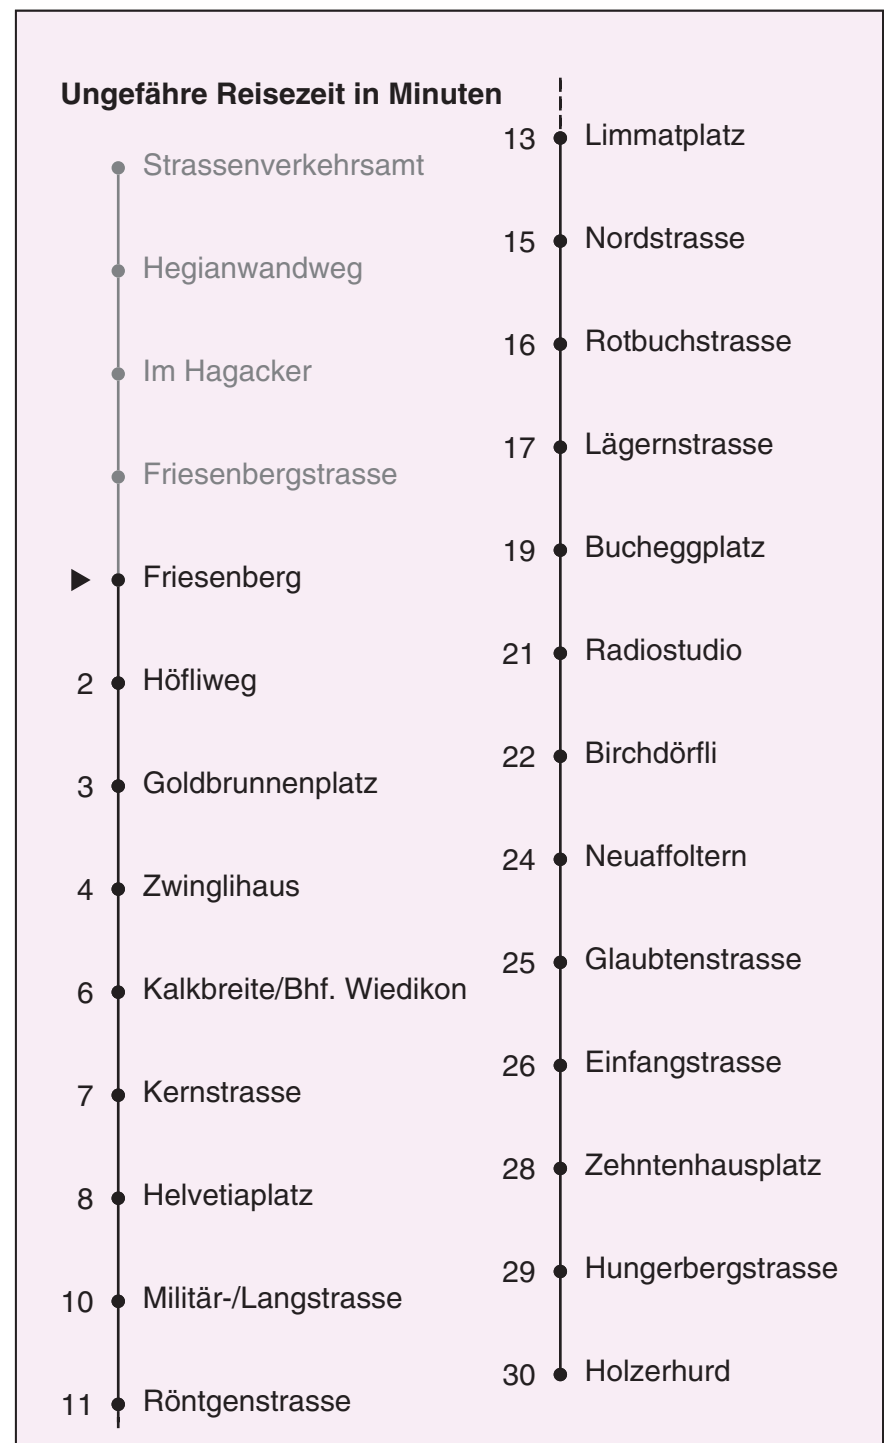 Ungefähre Reisezeit in Minuten
Strassenverkehrsamt
Hegianwandweg
Im Hagacker
Friesenbergstrasse
Friesenberg
2 Höfliweg
3 Goldbrunnenplatz
4 Zwinglihaus
6 Kalkbreite/Bhf. Wiedikon
7 Kernstrasse
8 Helvetiaplatz
10 Militär-/Langstrasse
11 Röntgenstrasse
13 Limmatplatz
15 Nordstrasse
16 Rotbuchstrasse
17 Lägernstrasse
19 Bucheggplatz
21 Radiostudio
22 Birchdörfli
24 Neuaffoltern
25 Glaubtenstrasse
26 Einfangstrasse
28 Zehntenhausplatz
29 Hungerbergstrasse
30 Holzerhurd